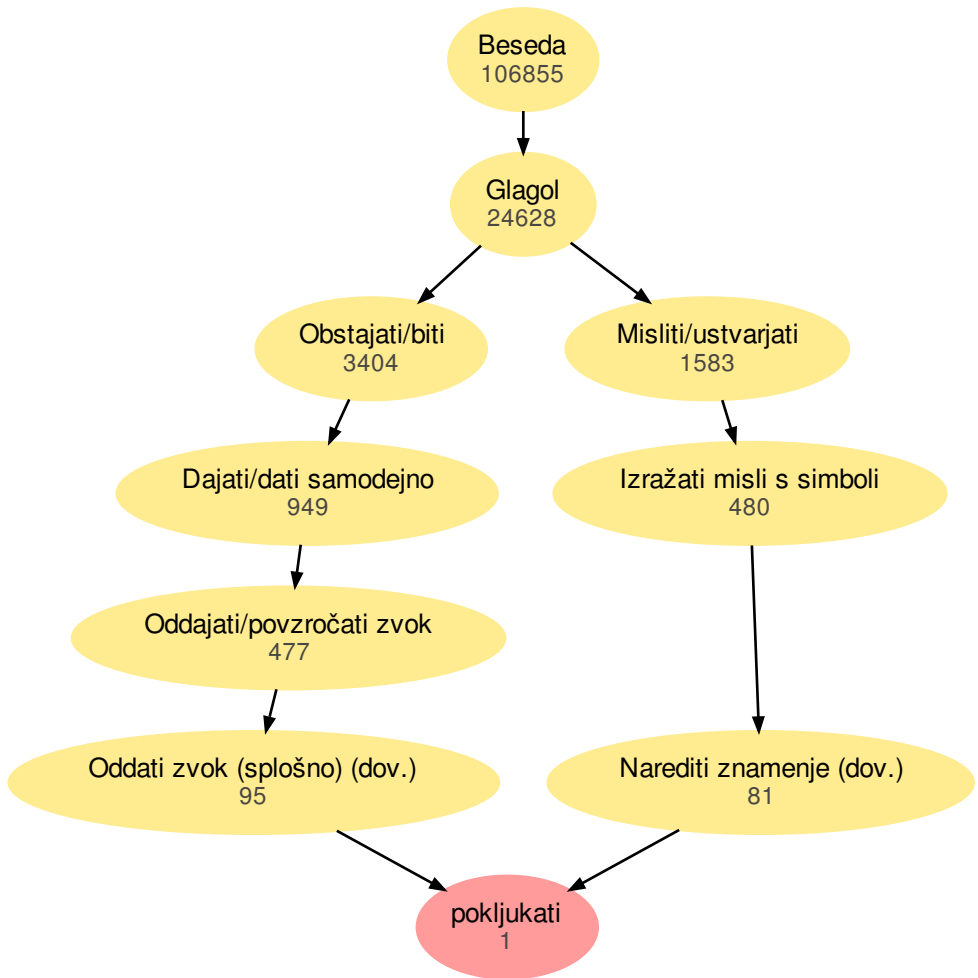 Beseda
106855
Glagol
24628
Obstajati/biti
3404
Misliti/ustvarjati
1583
Dajati/dati samodejno
949
Izražati misli s simboli
480
Oddajati/povzročati zvok
477
Oddati zvok (splošno) (dov.)
95
Narediti znamenje (dov.)
81
pokljukati
1